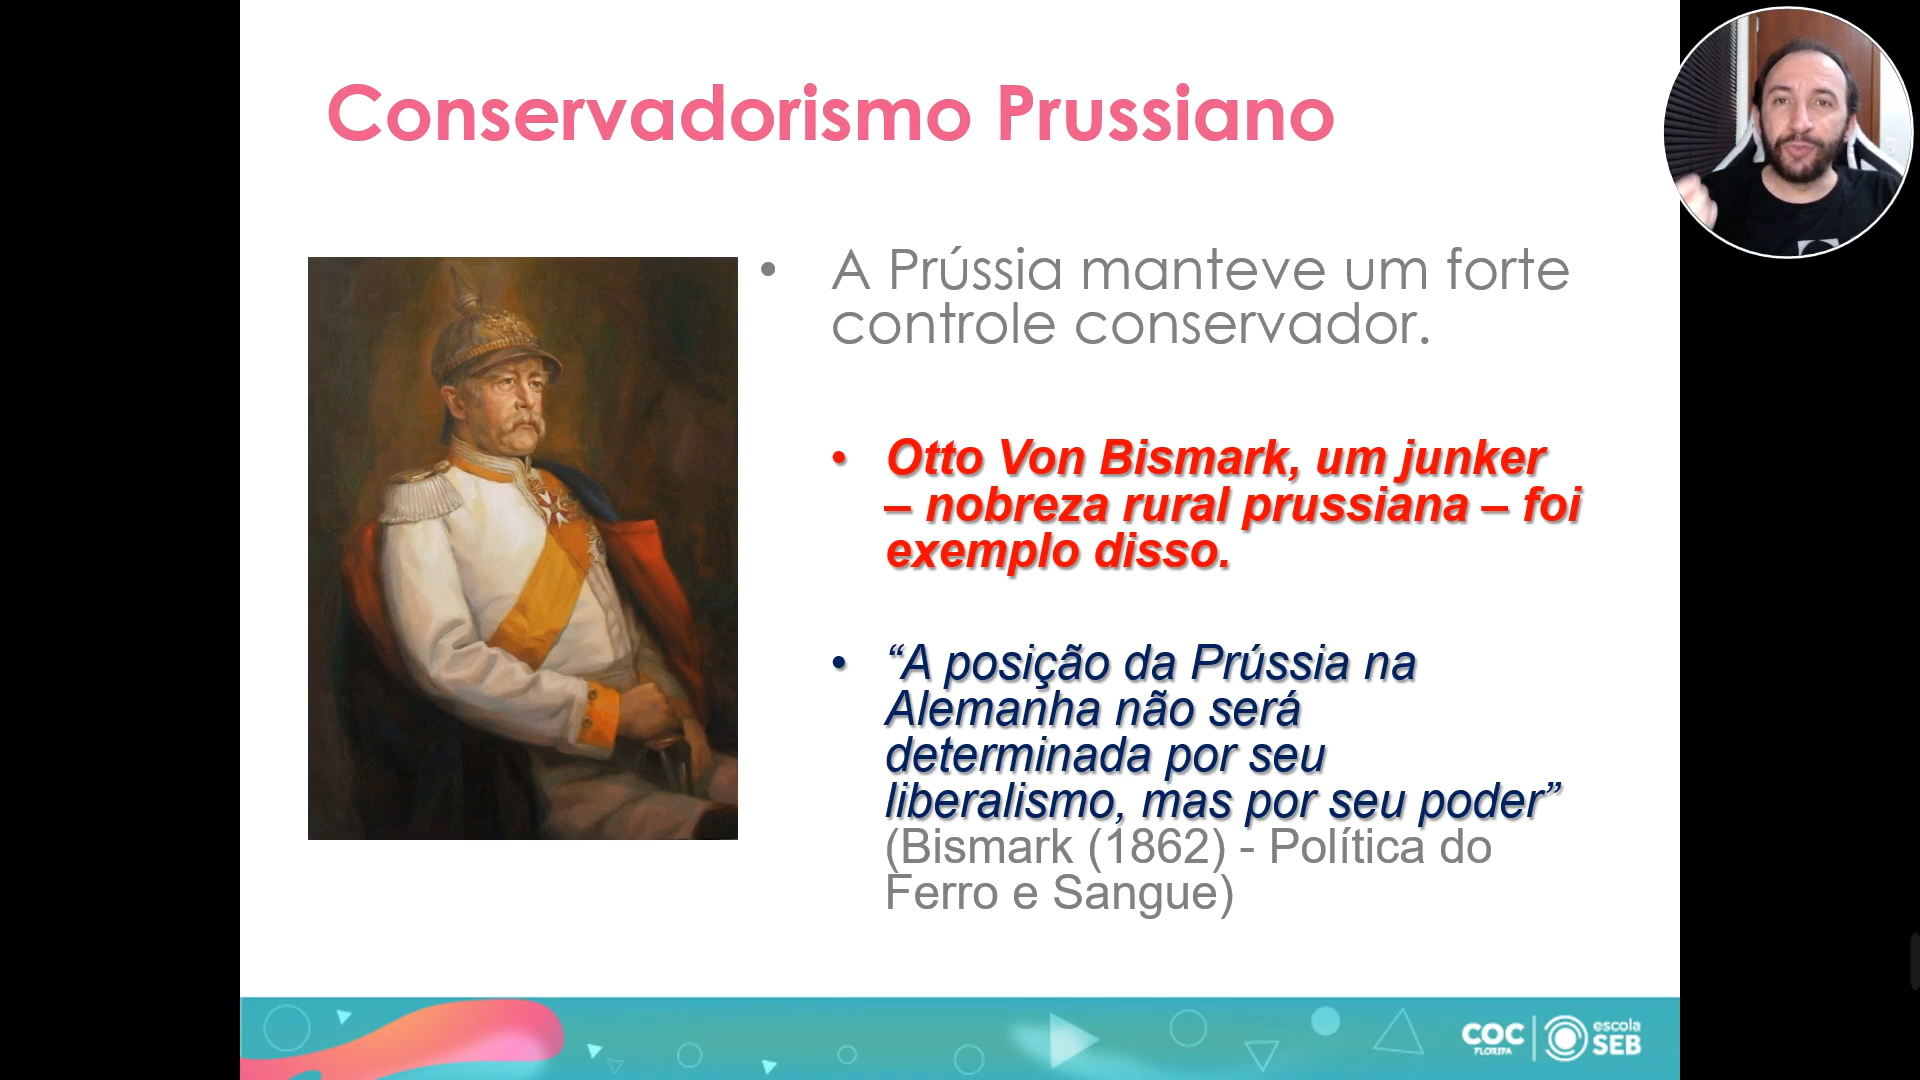 Conservadorismo Prussiano
• A Prússia manteve um forte
controle conservador.
• Otto Von Bismark, um junker
– nobreza rural prussiana – foi
exemplo disso.
• “A posição da Prússia na
Alemanha não será
determinada por seu
liberalismo, mas por seu poder”
(Bismark (1862) - Política do
Ferro e Sangue)
COC
FLORIPA
escola
SEB